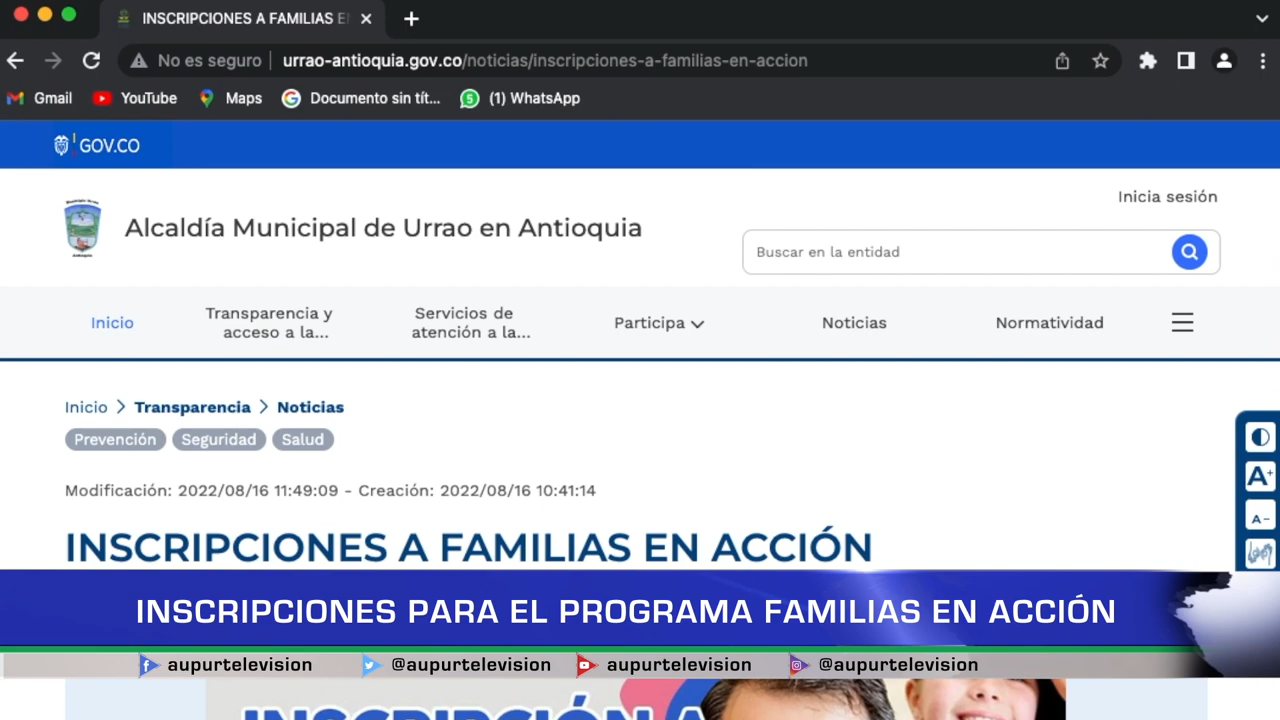 INSCRIPCIONES A FAMILIAS E
No es seguro
urrao-antioquia.gov.co/noticias/inscripciones-a-familias-en-accion
Gmail
YouTube
Maps
Documento sin tít...
(1) WhatsApp
GOV.CO
Inicia sesión
Alcaldía Municipal de Urrao en Antioquia
Buscar en la entidad
Inicio
Transparencia y
acceso a la...
Servicios de
atención a la...
Participa
Noticias
Normatividad
Inicio > Transparencia > Noticias
Prevención
Seguridad
Salud
Modificación: 2022/08/16 11:49:09 - Creación: 2022/08/16 10:41:14
A+
A-
INSCRIPCIONES A FAMILIAS EN ACCIÓN
INSCRIPCIONES PARA EL PROGRAMA FAMILIAS EN ACCIÓN
aupurtelevision
@aupurtelevision
aupurtelevision
@aupurtelevision
INSCRIPCIÓN A